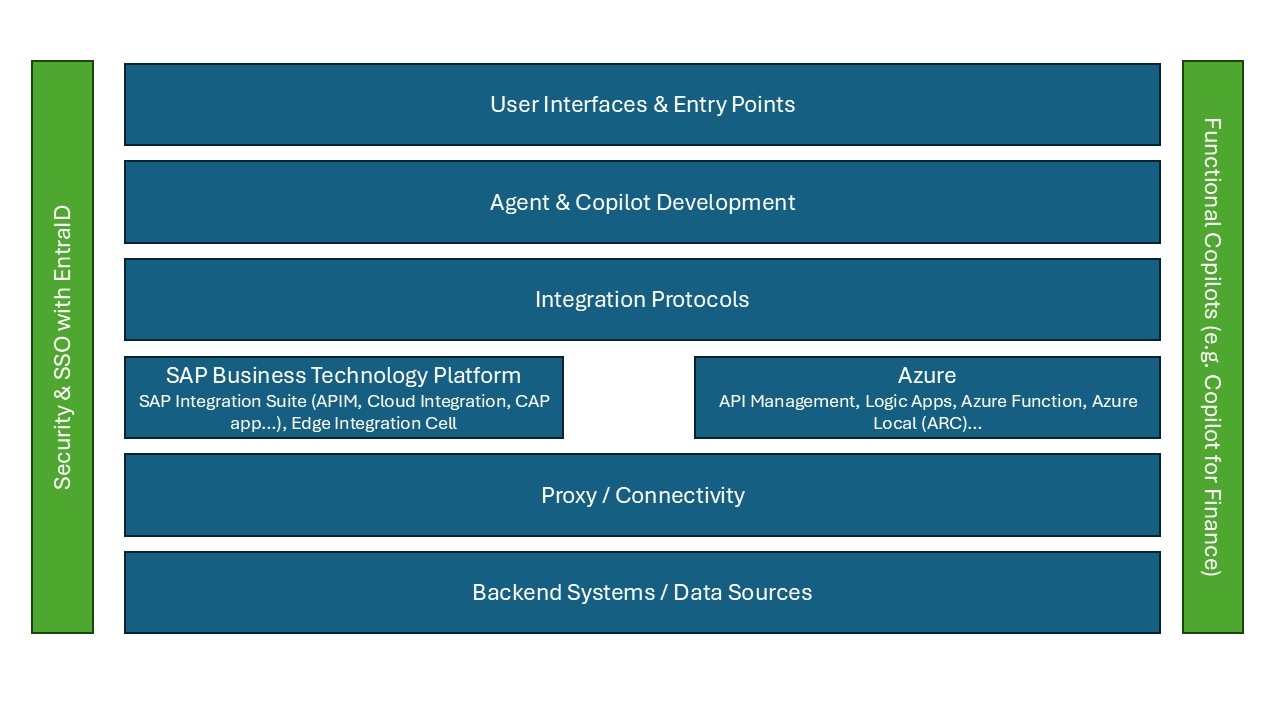 Security & SSO with EntraID
User Interfaces & Entry Points
Agent & Copilot Development
Integration Protocols
SAP Business Technology Platform
SAP Integration Suite (APIM, Cloud Integration, CAP
app...), Edge Integration Cell
Azure
API Management, Logic Apps, Azure Function, Azure
Local (ARC)...
Proxy / Connectivity
Backend Systems / Data Sources
Functional Copilots (e.g. Copilot for Finance)